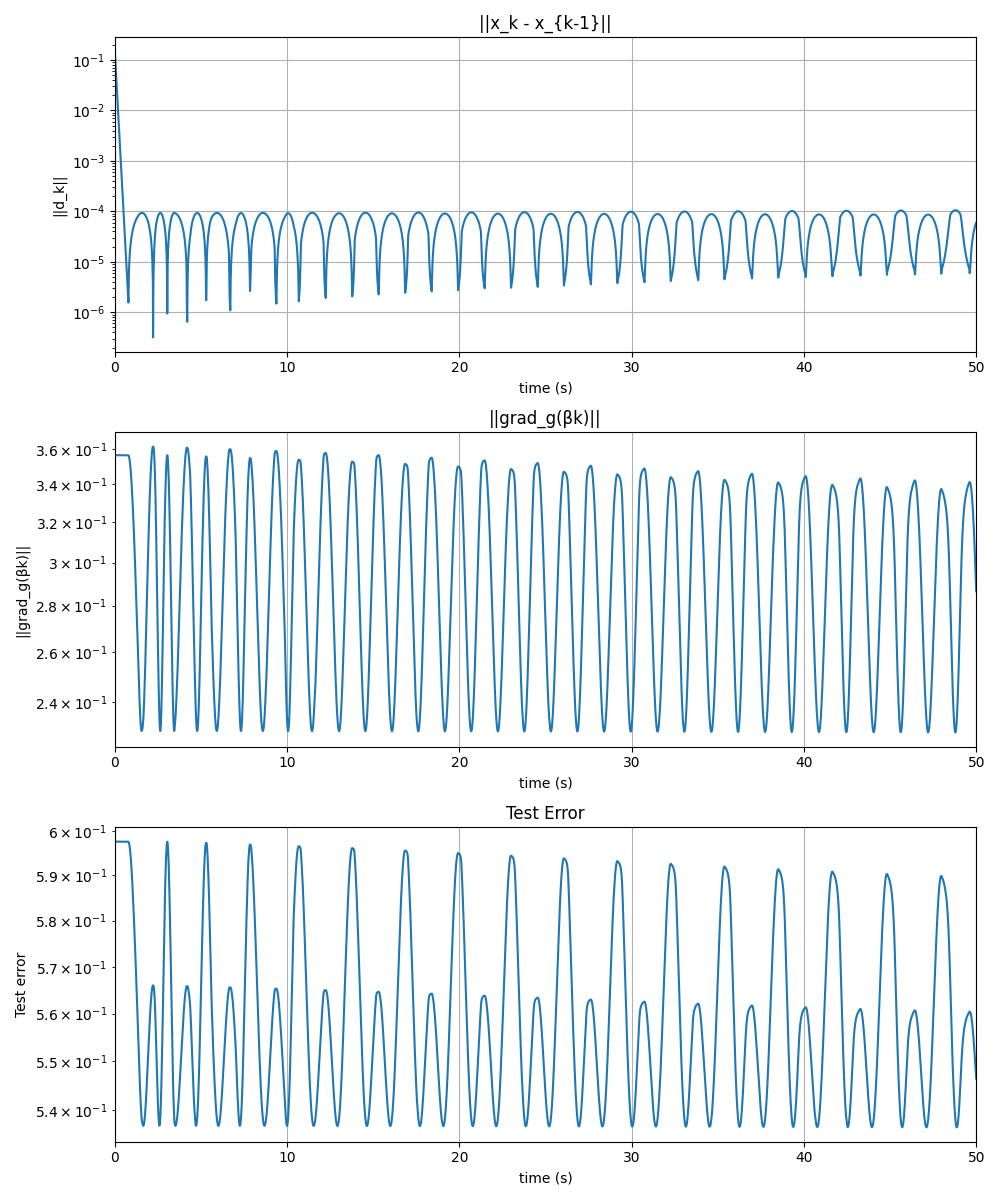 ||x_k - x_{k-1}||
10⁻¹
10⁻²
10⁻³
10⁻⁴
10⁻⁵
10⁻⁶
||d_k||
0 10 20 30 40 50
time (s)
||grad_g(βk)||
3.6 × 10⁻¹
3.4 × 10⁻¹
3.2 × 10⁻¹
3 × 10⁻¹
2.8 × 10⁻¹
2.6 × 10⁻¹
2.4 × 10⁻¹
||grad_g(βk)||
0 10 20 30 40 50
time (s)
Test Error
6 × 10⁻¹
5.9 × 10⁻¹
5.8 × 10⁻¹
5.7 × 10⁻¹
5.6 × 10⁻¹
5.5 × 10⁻¹
5.4 × 10⁻¹
Test error
0 10 20 30 40 50
time (s)